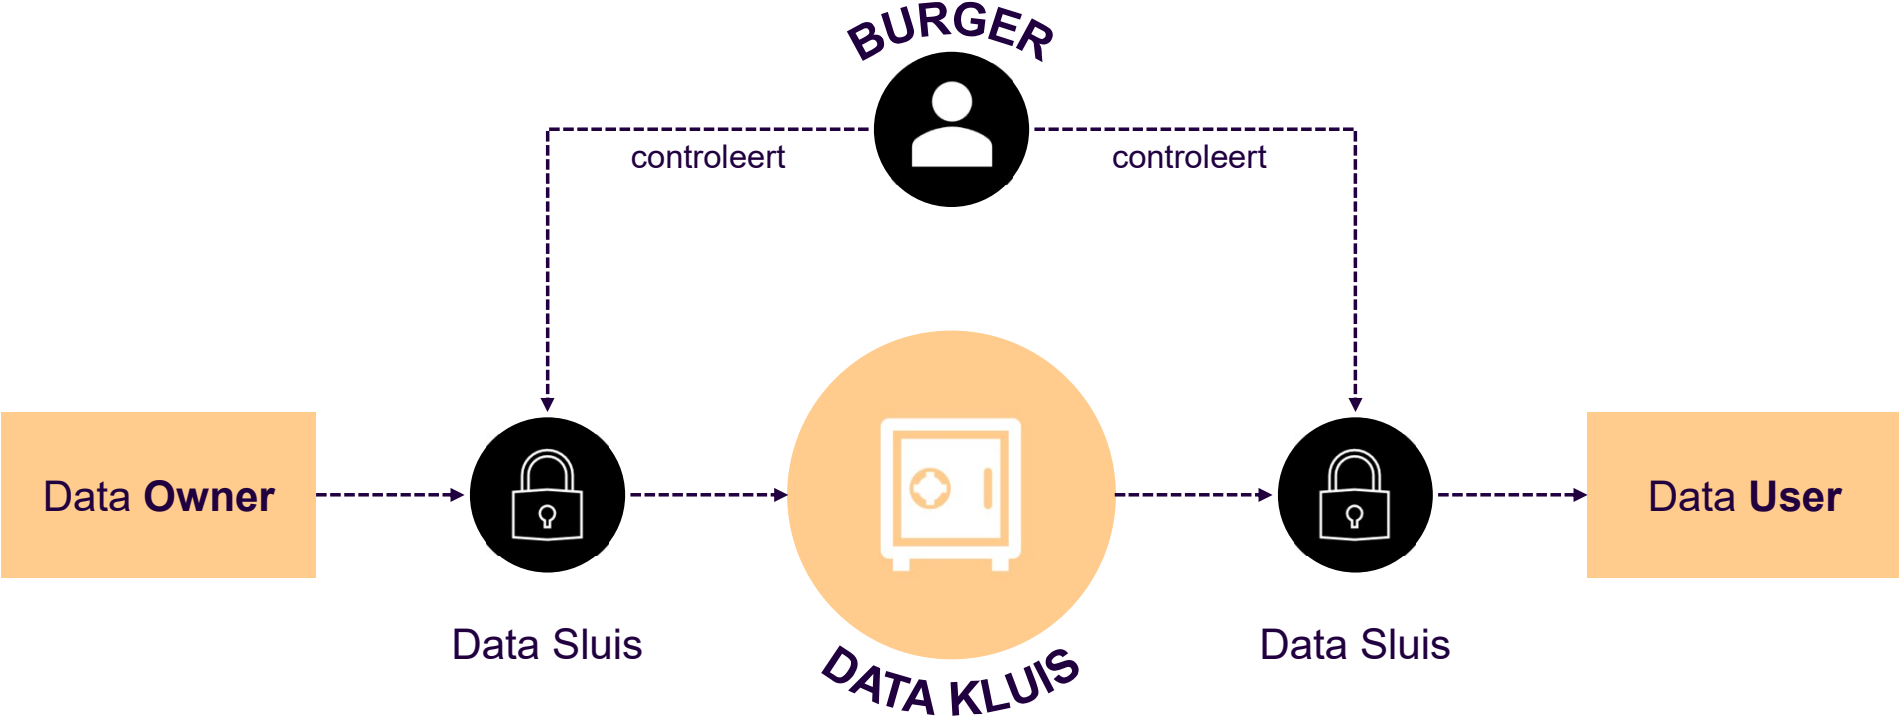 BURGER
controleert
controleert
Data Owner
Data User
Data Sluis
Data Sluis
DATA KLUIS